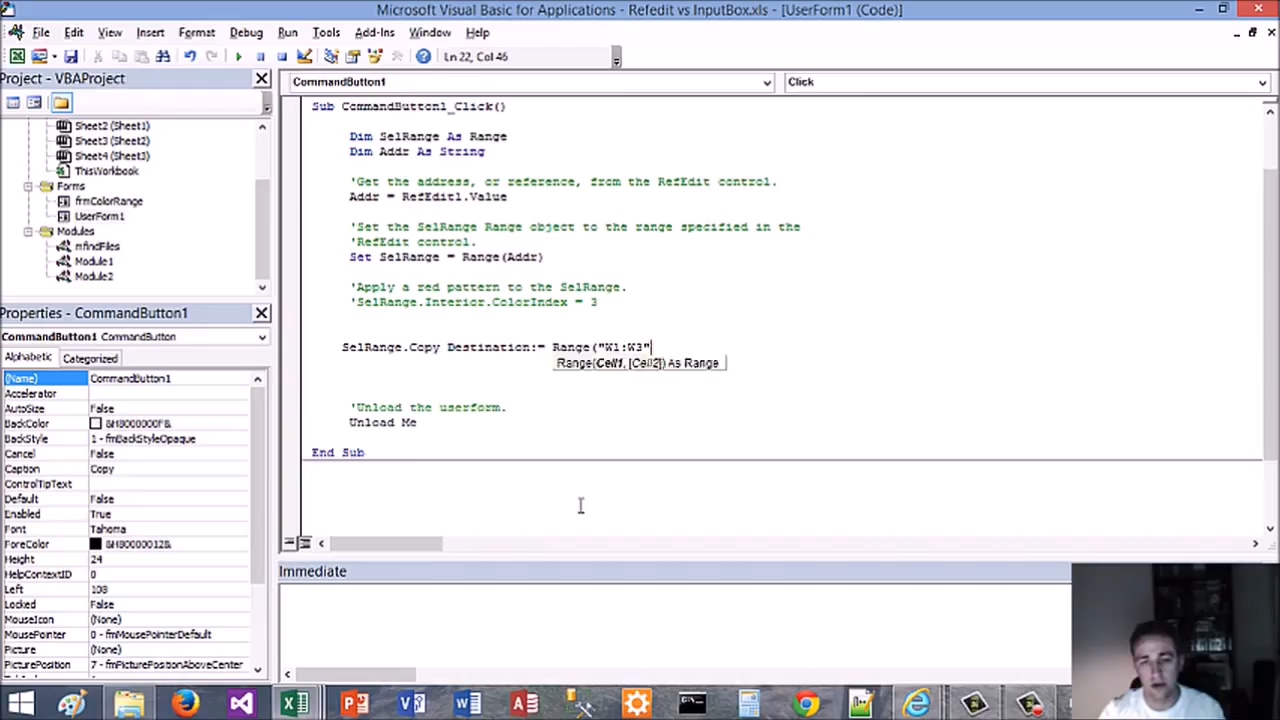 Microsoft Visual Basic for Applications - Refedit vs InputBox.xls - [UserForm1 (Code)]
File Edit View Insert Format Debug Run Tools Add-Ins Window Help
Ln 22, Col 46
Project - VBAProject
CommandButton1
Click
Sheet2 (Sheet1)
Sheet3 (Sheet2)
Sheet4 (Sheet3)
ThisWorkbook
Forms
frmColorRange
UserForm1
Modules
mfindFiles
Module1
Module2
Sub CommandButton1_Click()
Dim SelRange As Range
Dim Addr As String
'Get the address, or reference, from the RefEdit control.
Addr = RefEdit1.Value
'Set the SelRange Range object to the range specified in the
'RefEdit control.
Set SelRange = Range(Addr)
'Apply a red pattern to the SelRange.
'SelRange.Interior.ColorIndex = 3
SelRange.Copy Destination:= Range("W1:W3"
Range(Cell1, [Cell2]) As Range
'Unload the userform.
Unload Me
End Sub
Properties - CommandButton1
CommandButton1 CommandButton
Alphabetic Categorized
(Name) CommandButton1
Accelerator
AutoSize False
BackColor &H8000000F&
BackStyle 1 - fmBackStyleOpaque
Cancel False
Caption Copy
ControlTipText
Default False
Enabled True
Font Tahoma
ForeColor &H80000012&
Height 24
HelpContextID 0
Left 108
Locked False
MouseIcon (None)
MousePointer 0 - fmMousePointerDefault
Picture (None)
PicturePosition 7 - fmPicturePositionAboveCenter
Immediate